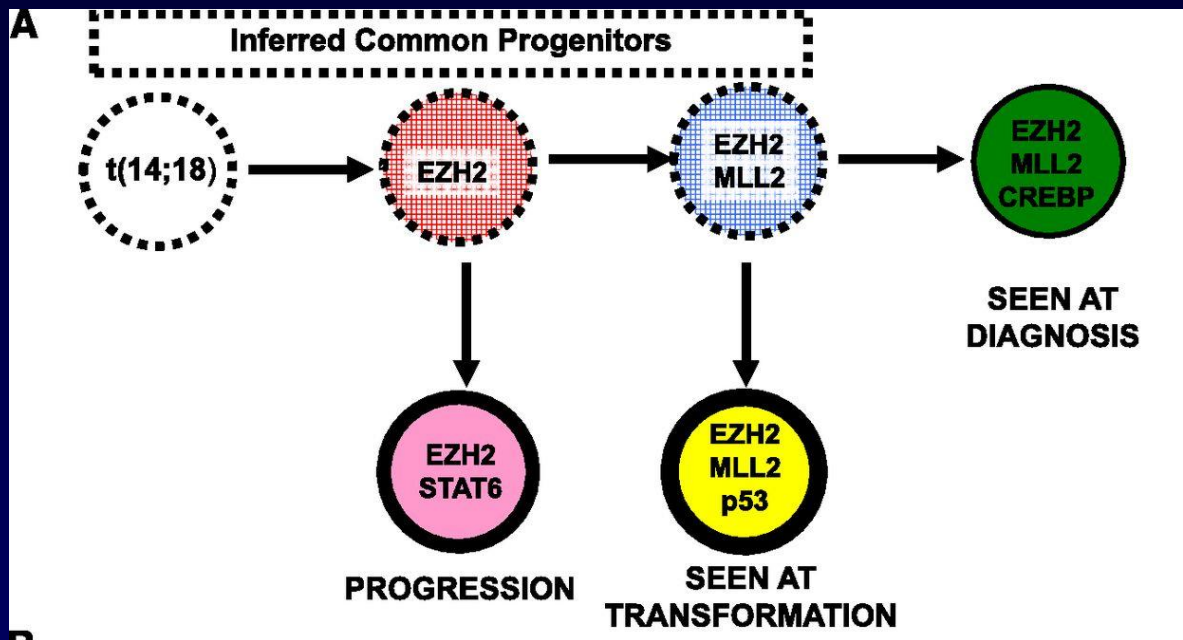 A
Inferred Common Progenitors
t(14;18)
EZH2
EZH2
MLL2
EZH2
MLL2
CREBP
SEEN AT
DIAGNOSIS
EZH2
STAT6
EZH2
MLL2
p53
PROGRESSION
SEEN AT
TRANSFORMATION